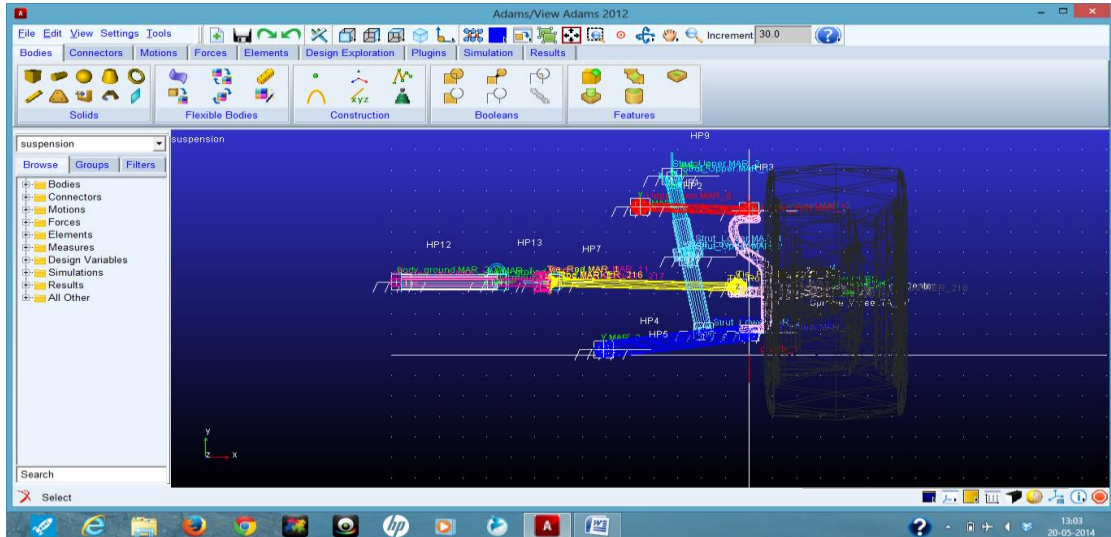 Adams/View Adams 2012
File Edit View Settings Tools
Increment 30.0
Bodies Connectors Motions Forces Elements Design Exploration Plugins Simulation Results
Solids Flexible Bodies Construction Booleans Features
suspension
suspension
Browse Groups Filters
Bodies
Connectors
Motions
Forces
Elements
Measures
Design Variables
Simulations
Results
All Other
HP9
HP3
HP2
HP12 HP13 HP7
HP4
HP5
y
z x
Search
Select
13:03
20-05-2014